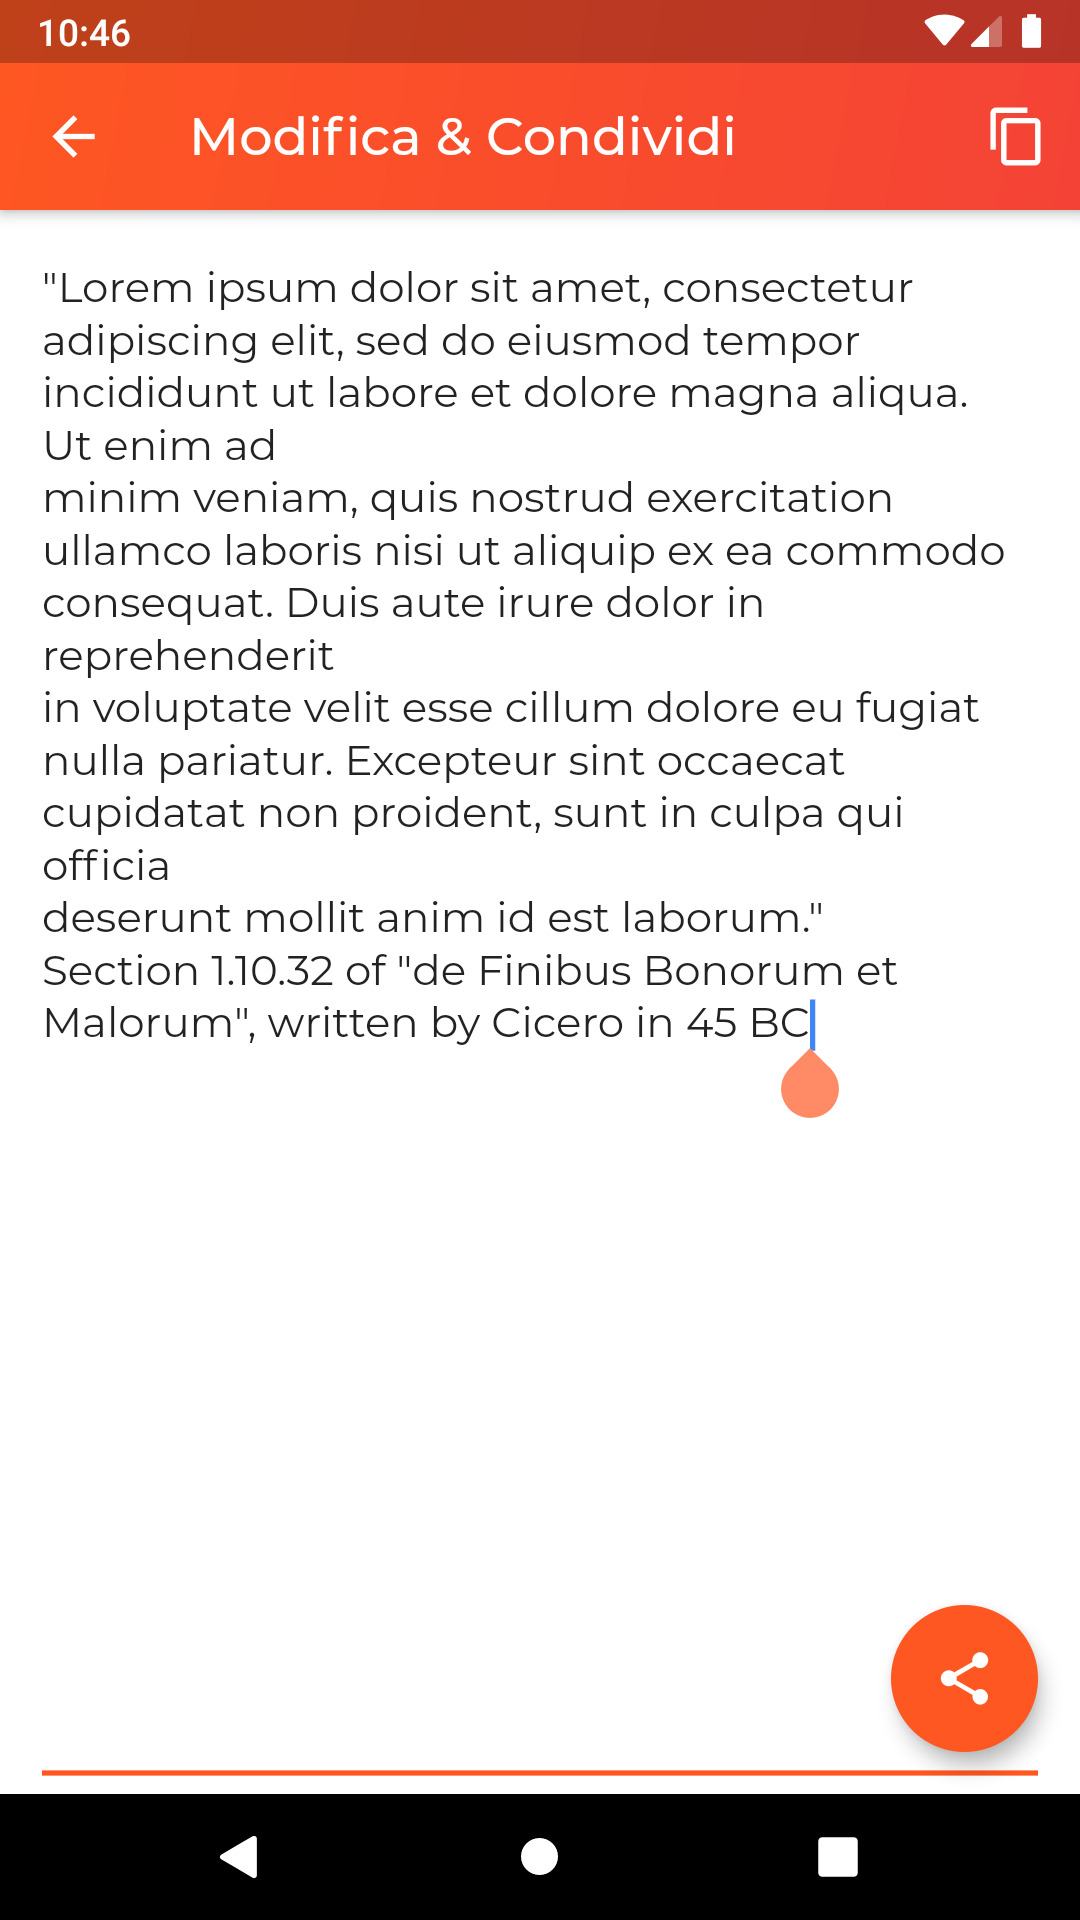 10:46
Modifica & Condividi
"Lorem ipsum dolor sit amet, consectetur
adipiscing elit, sed do eiusmod tempor
incididunt ut labore et dolore magna aliqua.
Ut enim ad
minim veniam, quis nostrud exercitation
ullamco laboris nisi ut aliquip ex ea commodo
consequat. Duis aute irure dolor in
reprehenderit
in voluptate velit esse cillum dolore eu fugiat
nulla pariatur. Excepteur sint occaecat
cupidatat non proident, sunt in culpa qui
officia
deserunt mollit anim id est laborum."
Section 1.10.32 of "de Finibus Bonorum et
Malorum", written by Cicero in 45 BC